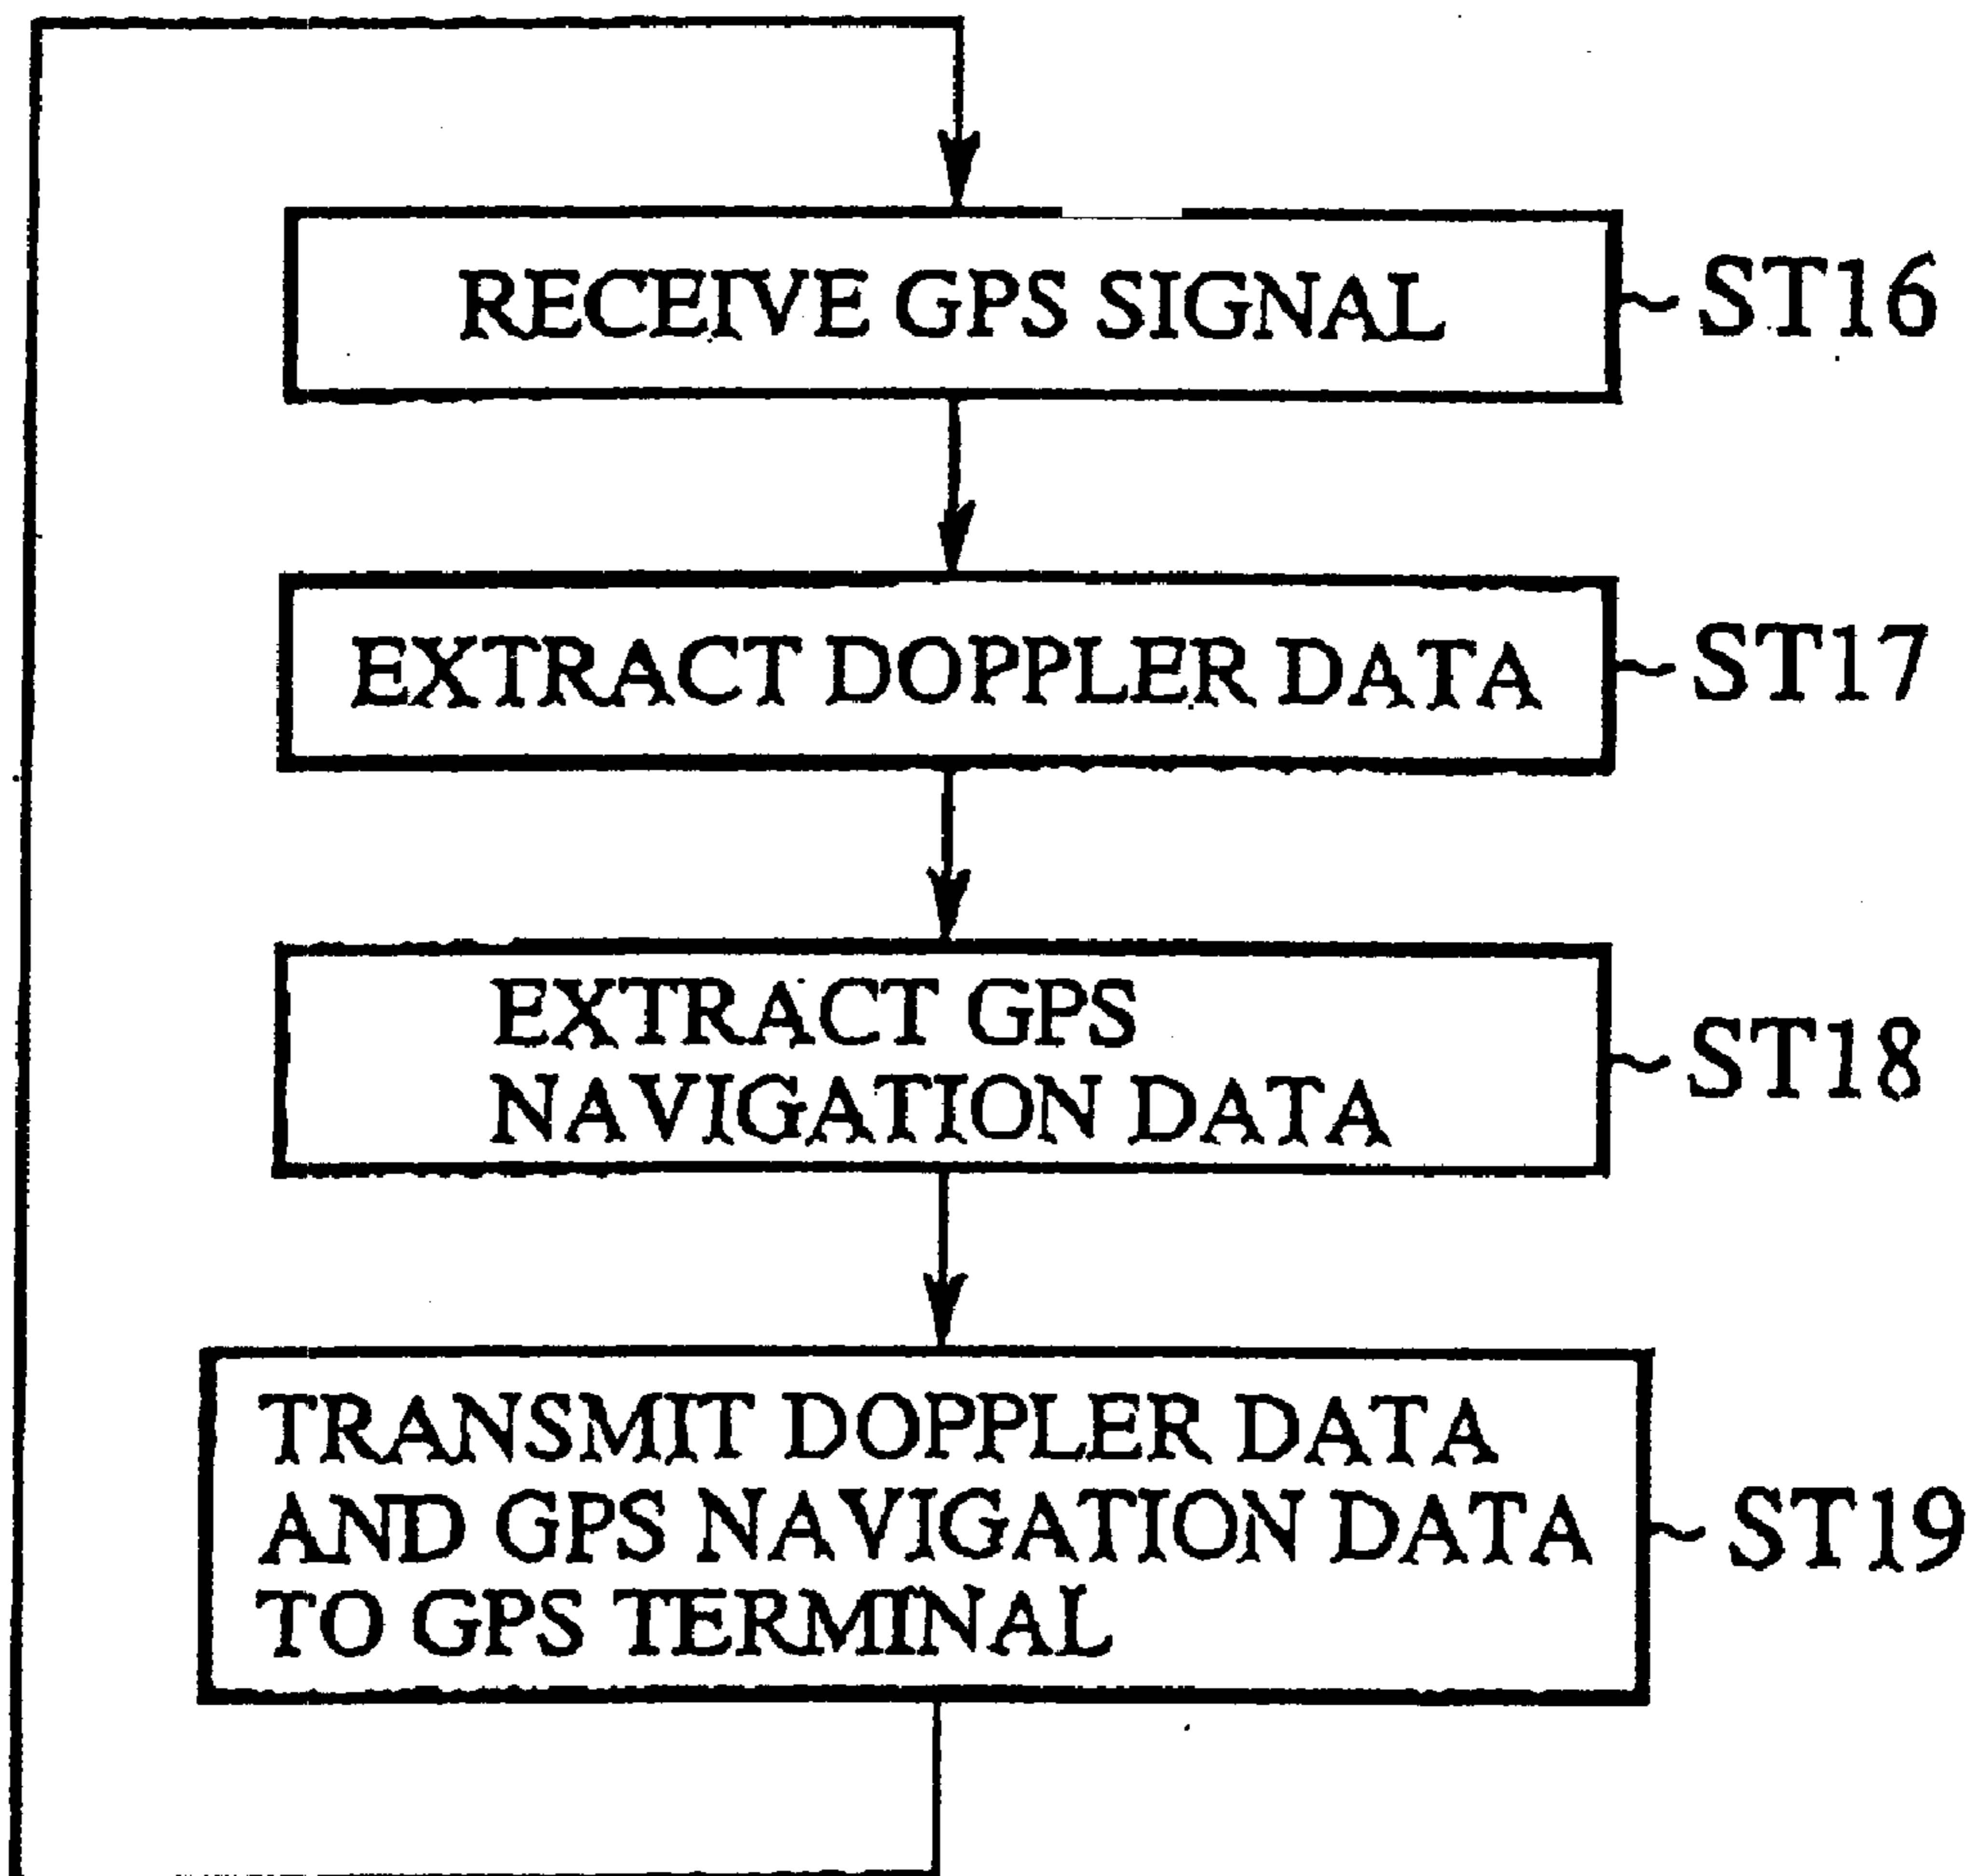 RECEIVE GPS SIGNAL
ST16
EXTRACT DOPPLER DATA
ST17
EXTRACT GPS
NAVIGATION DATA
ST18
TRANSMIT DOPPLER DATA
AND GPS NAVIGATION DATA
TO GPS TERMINAL
ST19